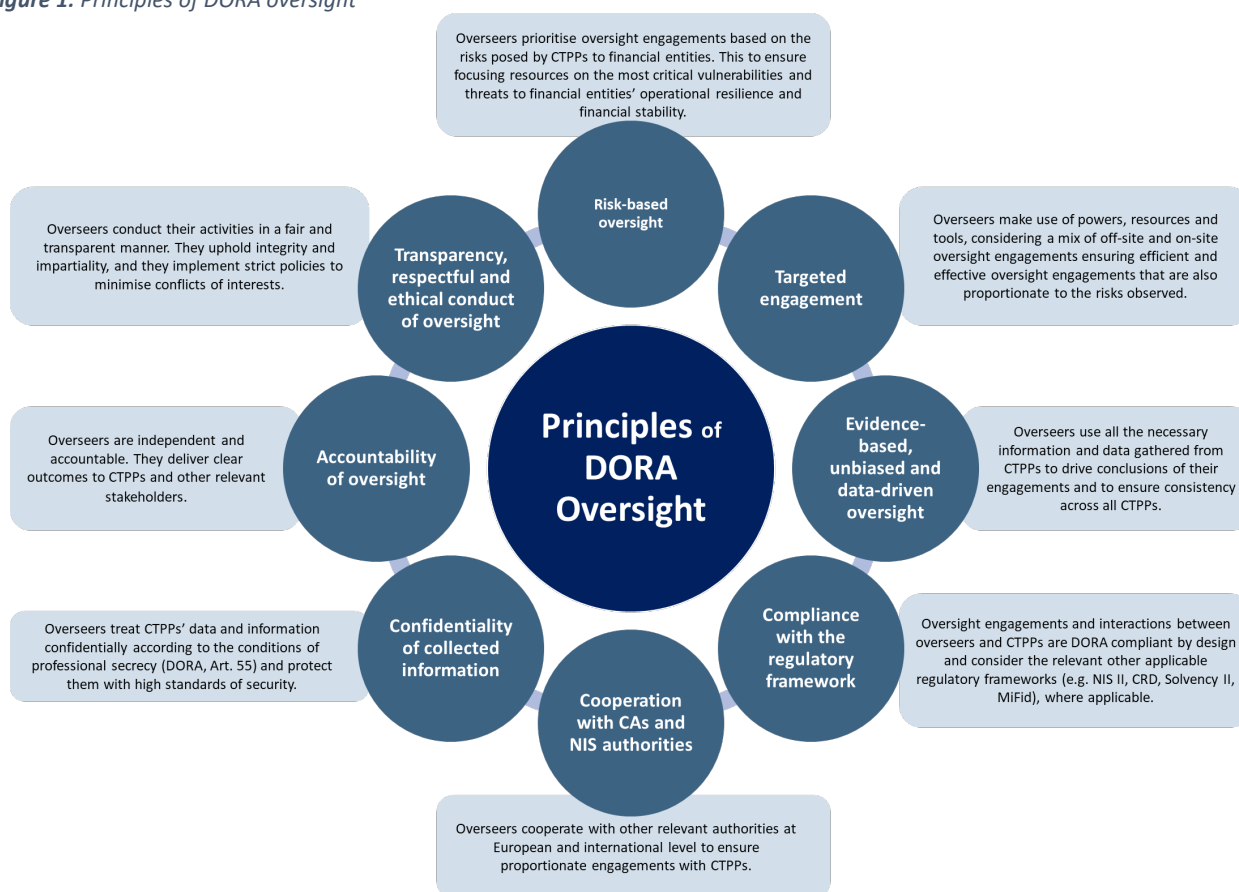 igure 1. Principles of DORA oversight
Overseers prioritise oversight engagements based on the
risks posed by CTPPs to financial entities. This to ensure
focusing resources on the most critical vulnerabilities and
threats to financial entities’ operational resilience and
financial stability.
Risk-based
oversight
Overseers conduct their activities in a fair and
transparent manner. They uphold integrity and
impartiality, and they implement strict policies to
minimise conflicts of interests.
Transparency,
respectful and
ethical conduct
of oversight
Targeted
engagement
Overseers make use of powers, resources and
tools, considering a mix of off-site and on-site
oversight engagements ensuring efficient and
effective oversight engagements that are also
proportionate to the risks observed.
Principles of
DORA
Oversight
Overseers are independent and
accountable. They deliver clear
outcomes to CTPPs and other relevant
stakeholders.
Accountability
of oversight
Evidence-
based,
unbiased and
data-driven
oversight
Overseers use all the necessary
information and data gathered from
CTPPs to drive conclusions of their
engagements and to ensure consistency
across all CTPPs.
Overseers treat CTPPs’ data and information
confidentially according to the conditions of
professional secrecy (DORA, Art. 55) and protect
them with high standards of security.
Confidentiality
of collected
information
Compliance
with the
regulatory
framework
Oversight engagements and interactions between
overseers and CTPPs are DORA compliant by design
and consider the relevant other applicable
regulatory frameworks (e.g. NIS II, CRD, Solvency II,
MiFid), where applicable.
Cooperation
with CAs and
NIS authorities
Overseers cooperate with other relevant authorities at
European and international level to ensure
proportionate engagements with CTPPs.